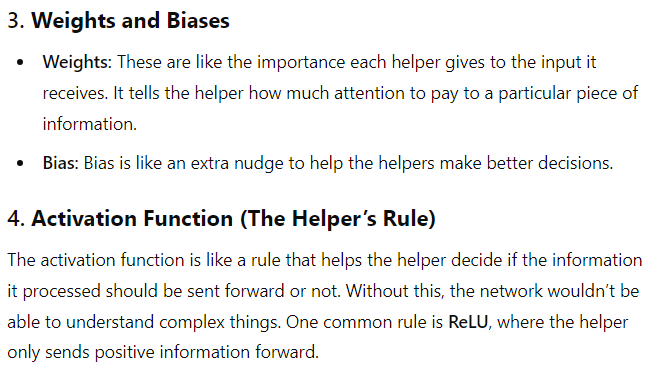 3. Weights and Biases
• Weights: These are like the importance each helper gives to the input it
receives. It tells the helper how much attention to pay to a particular piece of
information.
• Bias: Bias is like an extra nudge to help the helpers make better decisions.
4. Activation Function (The Helper’s Rule)
The activation function is like a rule that helps the helper decide if the information
it processed should be sent forward or not. Without this, the network wouldn’t be
able to understand complex things. One common rule is ReLU, where the helper
only sends positive information forward.